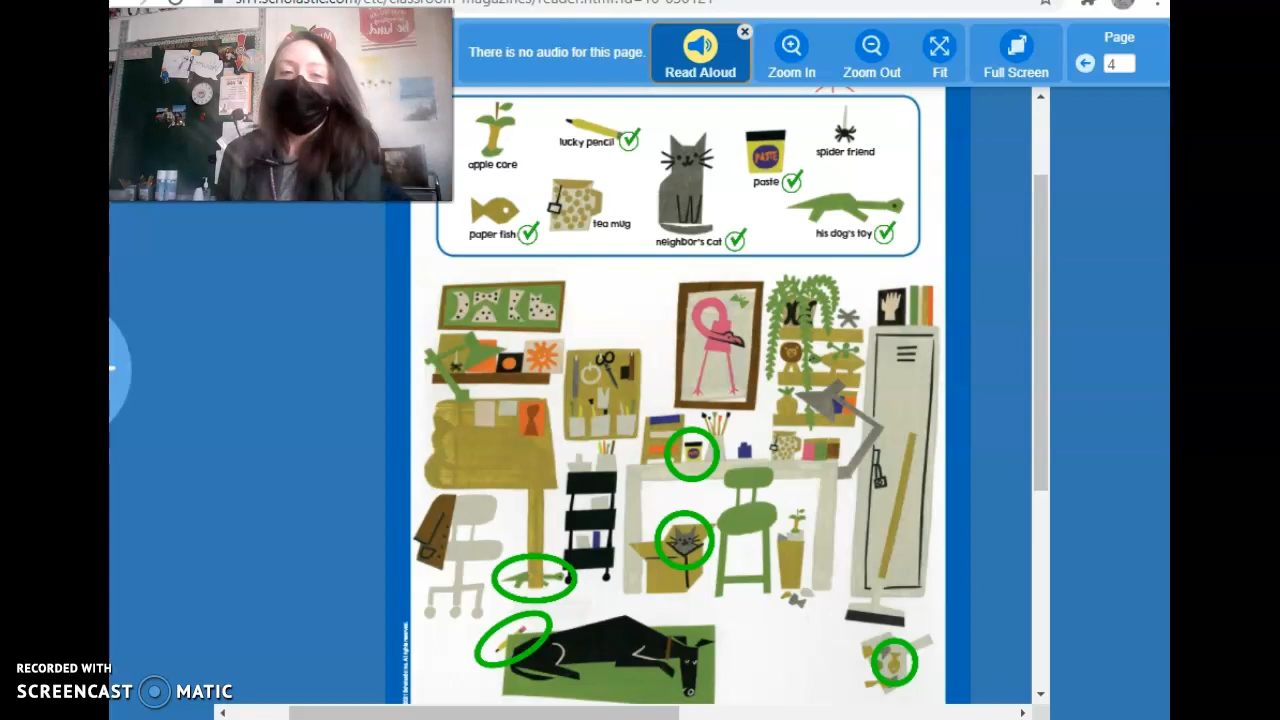 There is no audio for this page.
Read Aloud
Zoom In
Zoom Out
Fit
Full Screen
Page
4
be kind
apple core
lucky pencil
paste
PASTE
spider friend
paper fish
tea mug
neighbor's cat
his dog's toy
RECORDED WITH
SCREENCAST MATIC